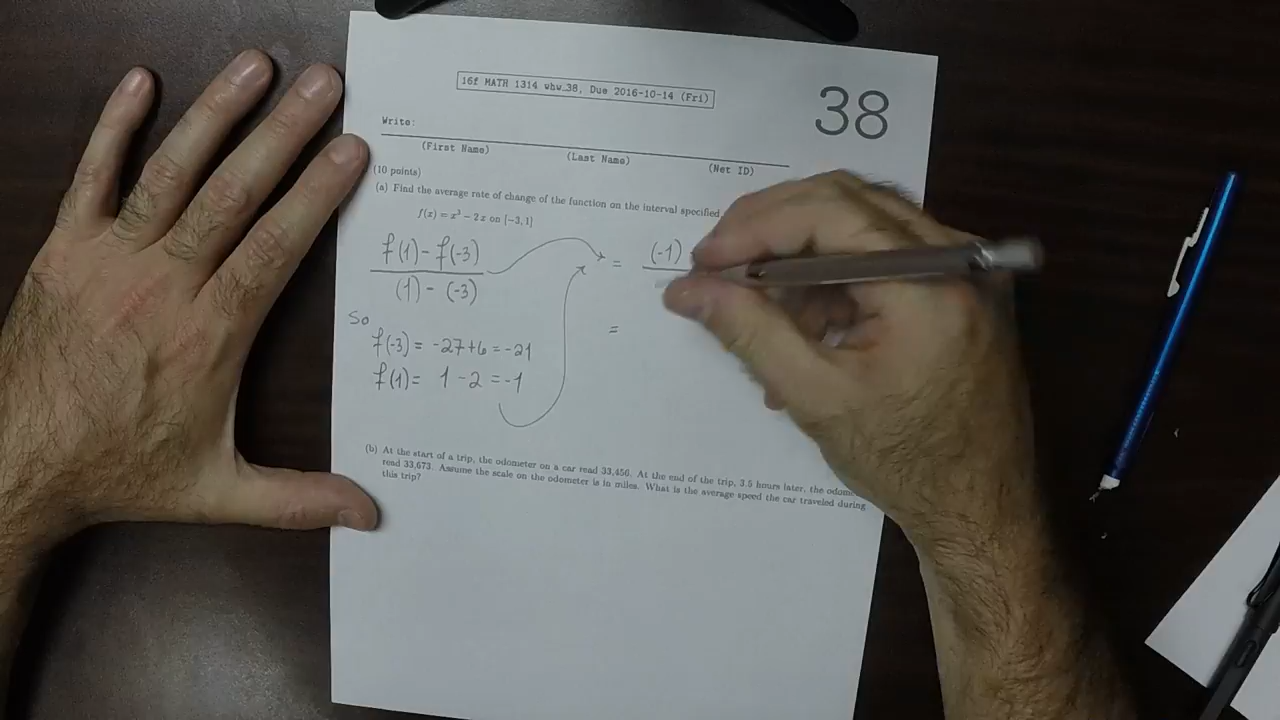 16f MATH 1314 wbw_38, Due 2016-10-14 (Fri)
38
Write:
(First Name) (Last Name) (Net ID)
(10 points)
(a) Find the average rate of change of the function on the interval specified
f(x) = x³ − 2x on [−3, 1]
f(1) - f(-3)
(1) - (-3)
= (-1)
=
So
f(-3) = -27+6 = -21
f(1) = 1 - 2 = -1
(b) At the start of a trip, the odometer on a car read 33,456. At the end of the trip, 3.5 hours later, the
read 33,673. Assume the scale on the odometer is in miles. What is the average speed the car traveled during
this trip?